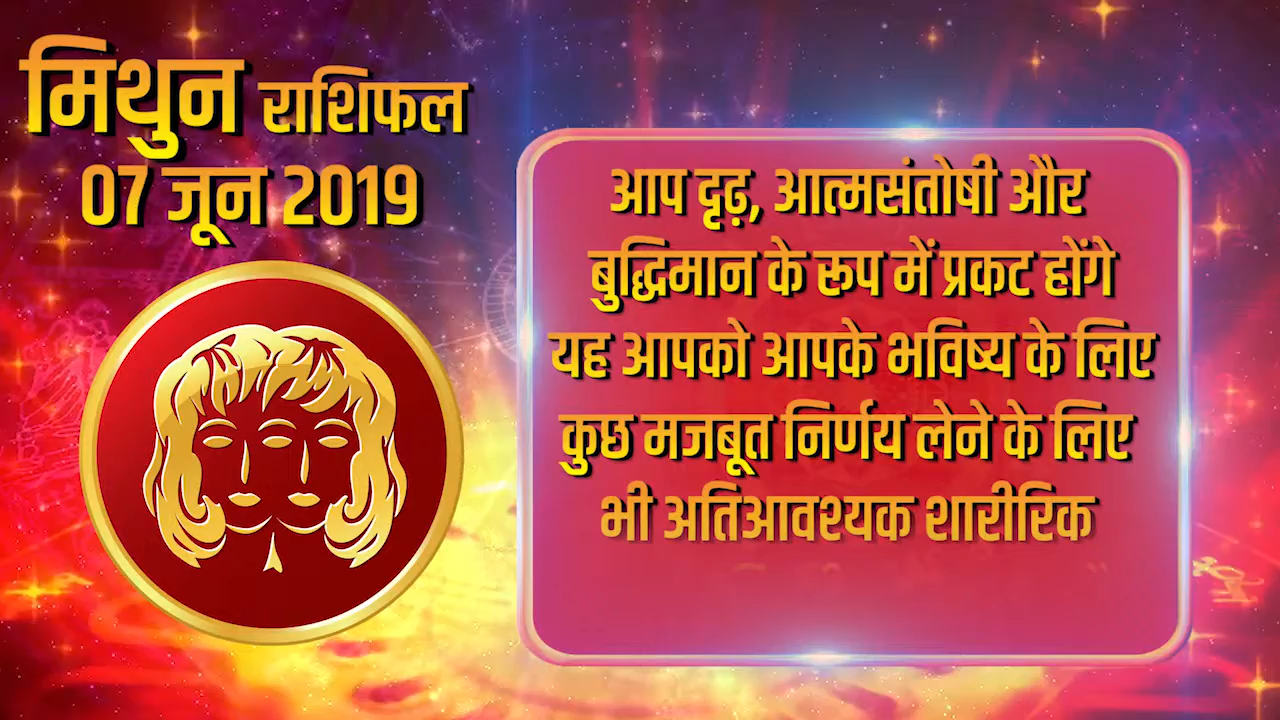 मिथुन राशिफल
07 जून 2019
आप दृढ़, आत्मसंतोषी और
बुद्धिमान के रूप में प्रकट होंगे
यह आपको आपके भविष्य के लिए
कुछ मजबूत निर्णय लेने के लिए
भी अतिआवश्यक शारीरिक